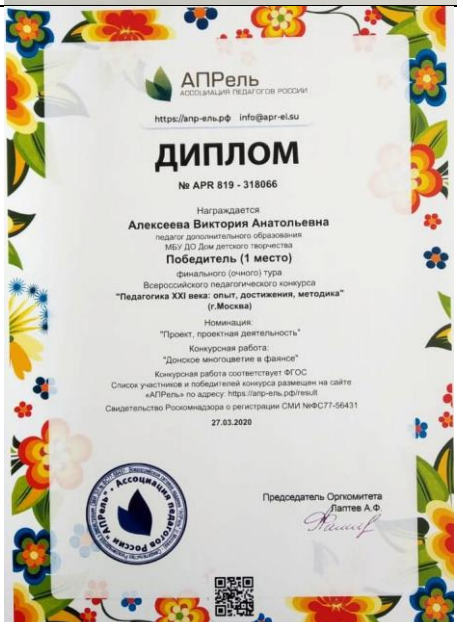 АПРель
АССОЦИАЦИЯ ПЕДАГОГОВ РОССИИ
https://апр-ель.рф info@apr-el.su
ДИПЛОМ
№ APR 819 - 318066
Награждается
Алексеева Виктория Анатольевна
педагог дополнительного образования
МБУ ДО Дом детского творчества
Победитель (1 место)
финального (очного) тура
Всероссийского педагогического конкурса
"Педагогика XXI века: опыт, достижения, методика"
(г.Москва)
Номинация:
"Проект, проектная деятельность"
Конкурсная работа:
"Донское многоцветие в фаянсе"
Конкурсная работа соответствует ФГОС
Список участников и победителей конкурса размещен на сайте
«АПРель» по адресу: https://апр-ель.рф/result
Свидетельство Роскомнадзора о регистрации СМИ №ФС77-56431
27.03.2020
Председатель Оргкомитета
Лаптев А.Ф.
"АПРель" - Ассоциация педагогов России